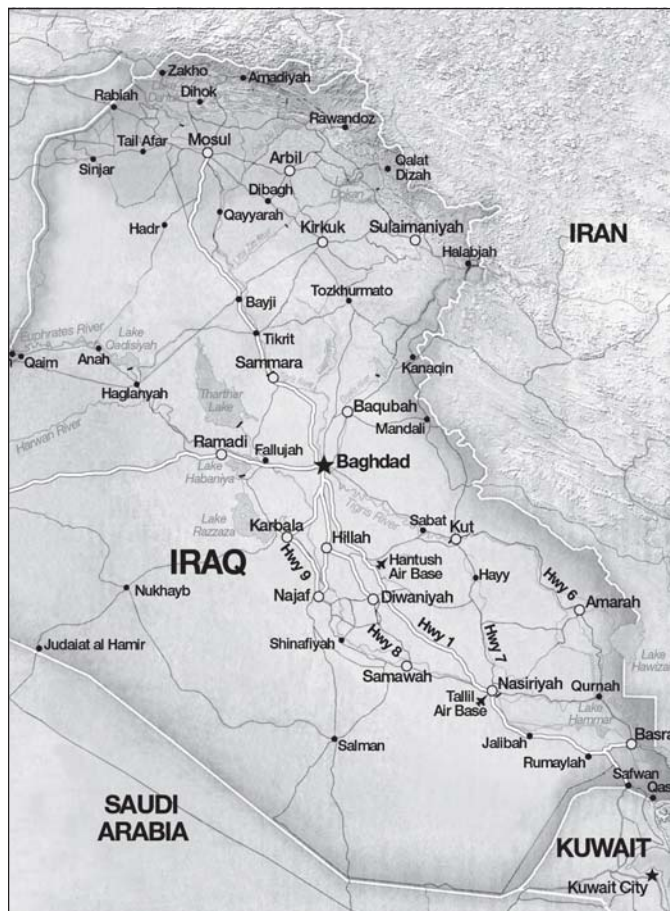 Zakho
Amadiyah
Dihok
Rabiah
Rawandoz
Tail Afar
Mosul
Arbil
Sinjar
Qalat
Dizah
Dibagh
Qayyarah
Hadr
Kirkuk
Sulaimaniyah
IRAN
Halabjah
Bayji
Tozkhurmato
Euphrates River
Lake
Qadisiyah
Tikrit
Qaim
Anah
Sammara
Kanaqin
Haglanyah
Tharthar
Lake
Baqubah
Mandali
Harwan River
Ramadi
Fallujah
Baghdad
Lake
Habaniya
Tigris River
Lake
Razzaza
Karbala
Sabat
Kut
Hillah
IRAQ
Hwy 9
Hantush
Air Base
Hayy
Hwy 6
Nukhayb
Najaf
Diwaniyah
Amarah
Shinafiyah
Hwy 8
Hwy 1
Hwy 7
Judaiat al Hamir
Lake
Hawiza
Samawah
Nasiriyah
Tallil
Air Base
Qurnah
Lake
Hammar
Salman
Jalibah
Basra
Rumaylah
Safwan
Qas
SAUDI
ARABIA
KUWAIT
Kuwait City